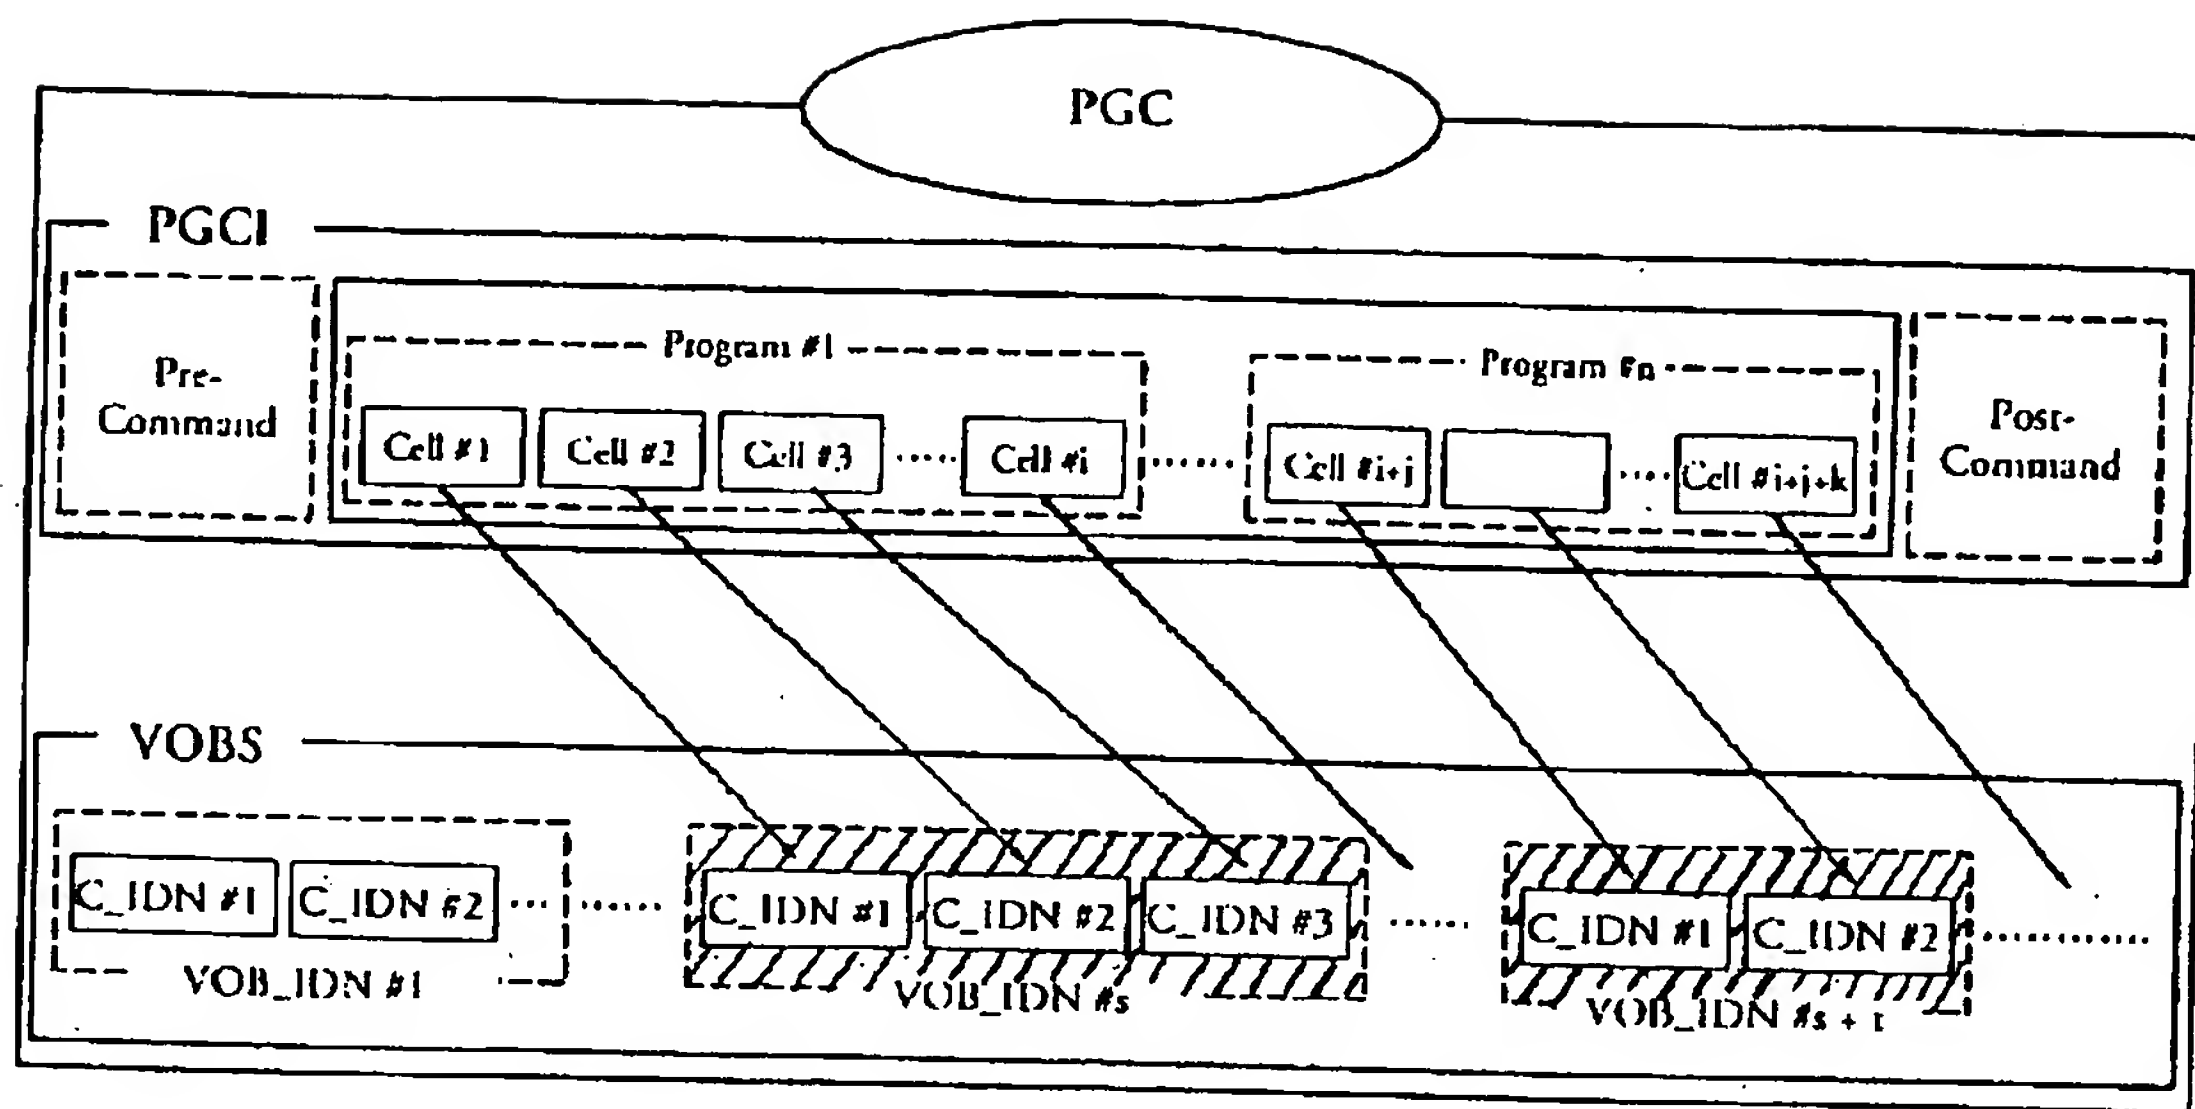 PGC
PGCI
Pre-
Command
Program #1
Program #n
Post-
Command
Cell #1
Cell #2
Cell #3
.....
Cell #i
......
Cell #i+j
....
Cell #i+j+k
VOBS
C_IDN #1
C_IDN #2
...
......
C_IDN #1
C_IDN #2
C_IDN #3
......
C_IDN #1
C_IDN #2
............
VOB_IDN #1
VOB_IDN #s
VOB_IDN #s + t